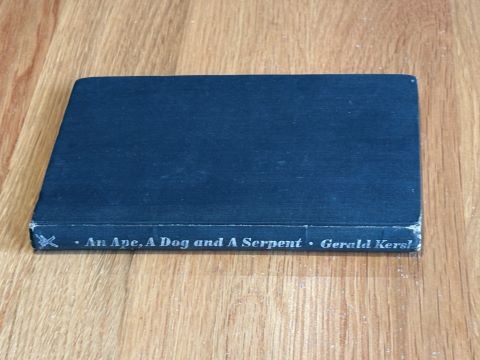 · An Ape, A Dog and A Serpent · Gerald Kersh